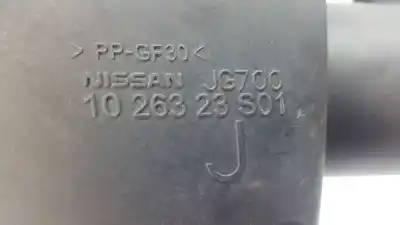 > PP-GF30 <
NISSAN JG700
10 263 23 S01
J